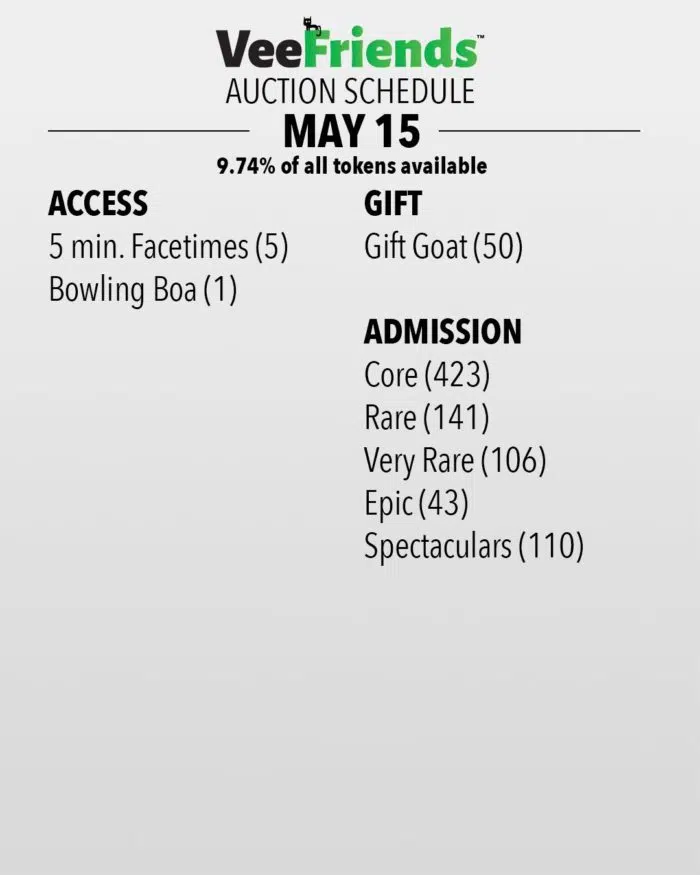 VeeFriends™
AUCTION SCHEDULE
MAY 15
9.74% of all tokens available
ACCESS
5 min. Facetimes (5)
Bowling Boa (1)
GIFT
Gift Goat (50)
ADMISSION
Core (423)
Rare (141)
Very Rare (106)
Epic (43)
Spectaculars (110)